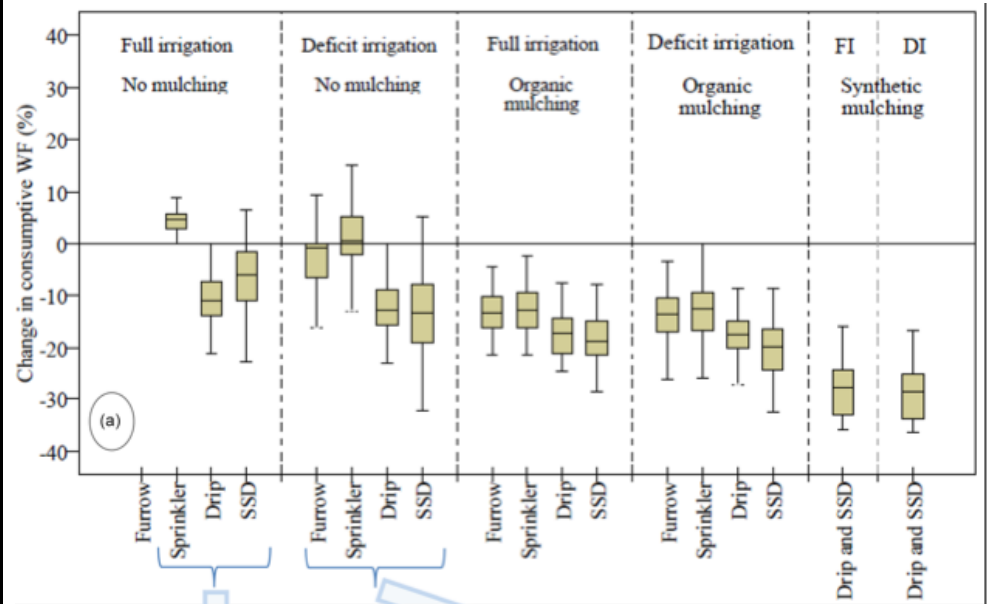 Change in consumptive WF (%)
40
30
20
10
0
-10
-20
-30
-40
Full irrigation
No mulching
Deficit irrigation
No mulching
Full irrigation
Organic
mulching
Deficit irrigation
Organic
mulching
FI
DI
Synthetic
mulching
(a)
Furrow
Sprinkler
Drip
SSD
Furrow
Sprinkler
Drip
SSD
Furrow
Sprinkler
Drip
SSD
Furrow
Sprinkler
Drip
SSD
Drip and SSD
Drip and SSD